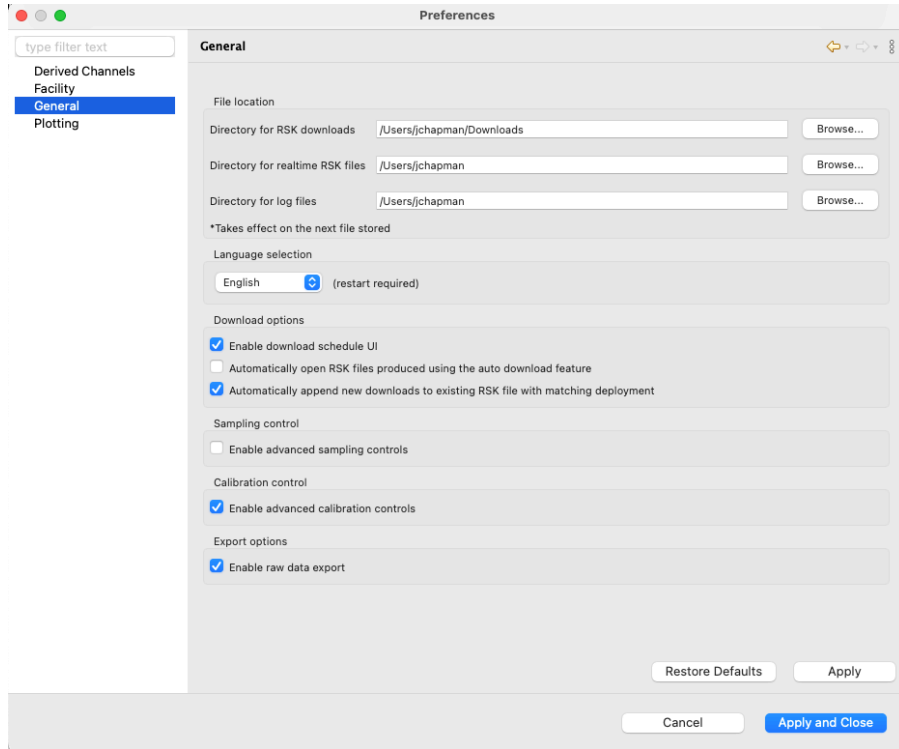 Preferences
type filter text
Derived Channels
Facility
General
Plotting
General
File location
Directory for RSK downloads /Users/jchapman/Downloads Browse...
Directory for realtime RSK files /Users/jchapman Browse...
Directory for log files /Users/jchapman Browse...
*Takes effect on the next file stored
Language selection
English (restart required)
Download options
Enable download schedule UI
Automatically open RSK files produced using the auto download feature
Automatically append new downloads to existing RSK file with matching deployment
Sampling control
Enable advanced sampling controls
Calibration control
Enable advanced calibration controls
Export options
Enable raw data export
Restore Defaults Apply
Cancel Apply and Close